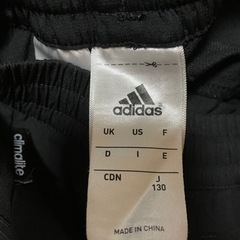 adidas
UK US F
D I E
CDN J
130
MADE IN CHINA
climalite